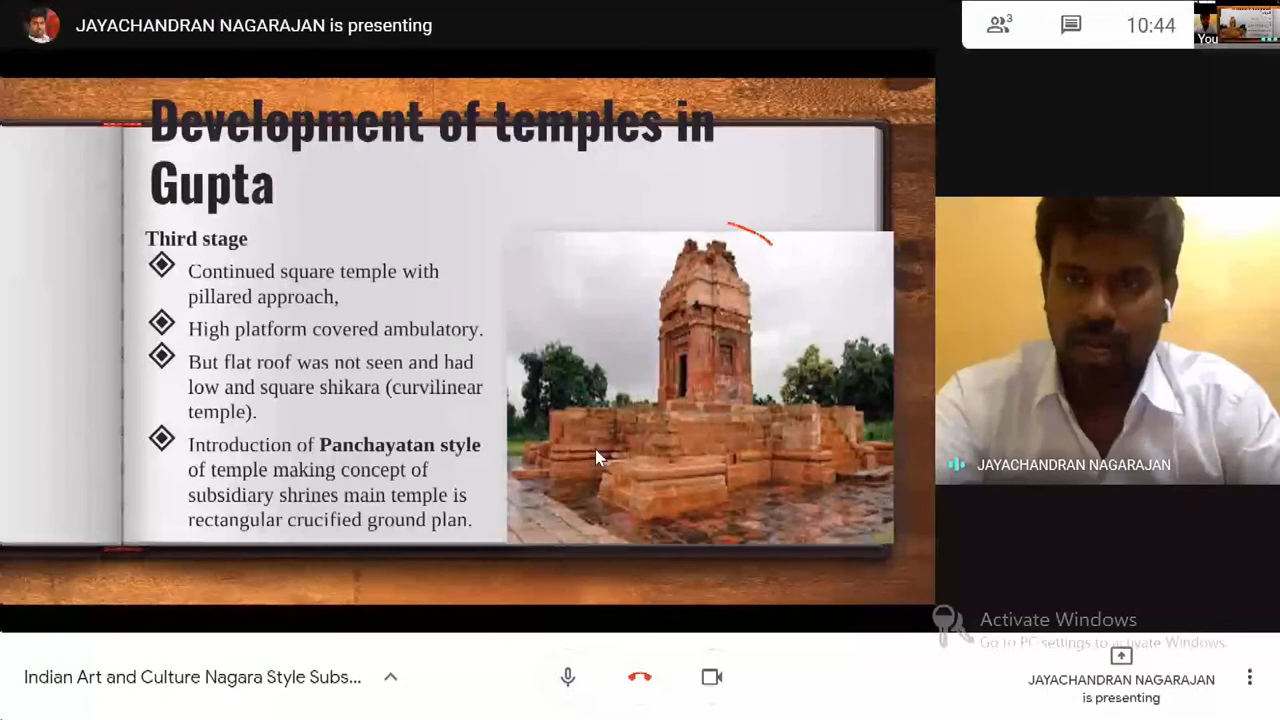 JAYACHANDRAN NAGARAJAN is presenting
3
10:44
You
Development of temples in
Gupta
Third stage
Continued square temple with
pillared approach,
High platform covered ambulatory.
But flat roof was not seen and had
low and square shikara (curvilinear
temple).
Introduction of Panchayatan style
of temple making concept of
subsidiary shrines main temple is
rectangular crucified ground plan.
JAYACHANDRAN NAGARAJAN
Activate Windows
Go to PC settings to activate Windows.
Indian Art and Culture Nagara Style Subs...
JAYACHANDRAN NAGARAJAN
is presenting